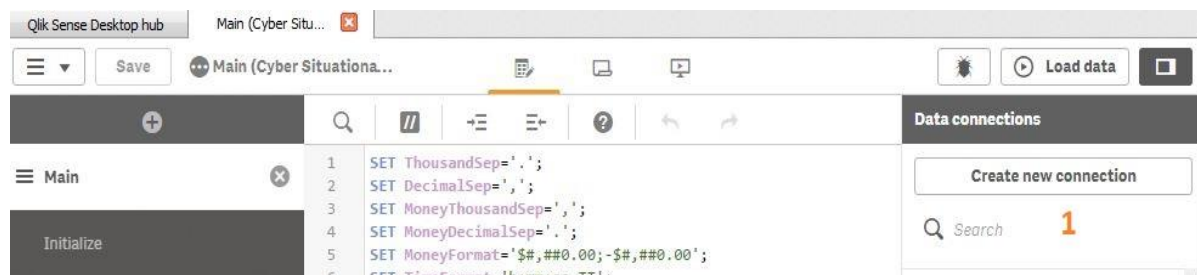 Qlik Sense Desktop hub
Main (Cyber Situ...
Save
Main (Cyber Situationa...
Load data
Data connections
Main
Create new connection
Search
1
Initialize
1 SET ThousandSep='.';
2 SET DecimalSep=',';
3 SET MoneyThousandSep=',';
4 SET MoneyDecimalSep='.';
5 SET MoneyFormat='$#,##0.00;-$#,##0.00';